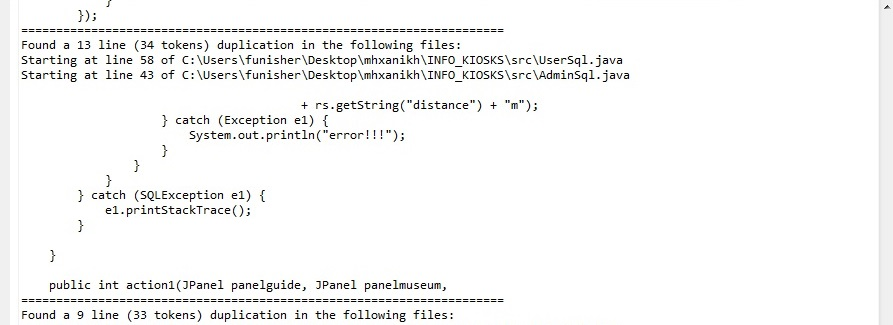 }
});
=====================================================================
Found a 13 line (34 tokens) duplication in the following files:
Starting at line 58 of C:\Users\funisher\Desktop\mhxanikh\INFO_KIOSKS\src\UserSql.java
Starting at line 43 of C:\Users\funisher\Desktop\mhxanikh\INFO_KIOSKS\src\AdminSql.java
+ rs.getString("distance") + "m");
} catch (Exception e1) {
System.out.println("error!!!");
}
}
}
} catch (SQLException e1) {
e1.printStackTrace();
}
}
public int action1(JPanel panelguide, JPanel panelmuseum,
=====================================================================
Found a 9 line (33 tokens) duplication in the following files: